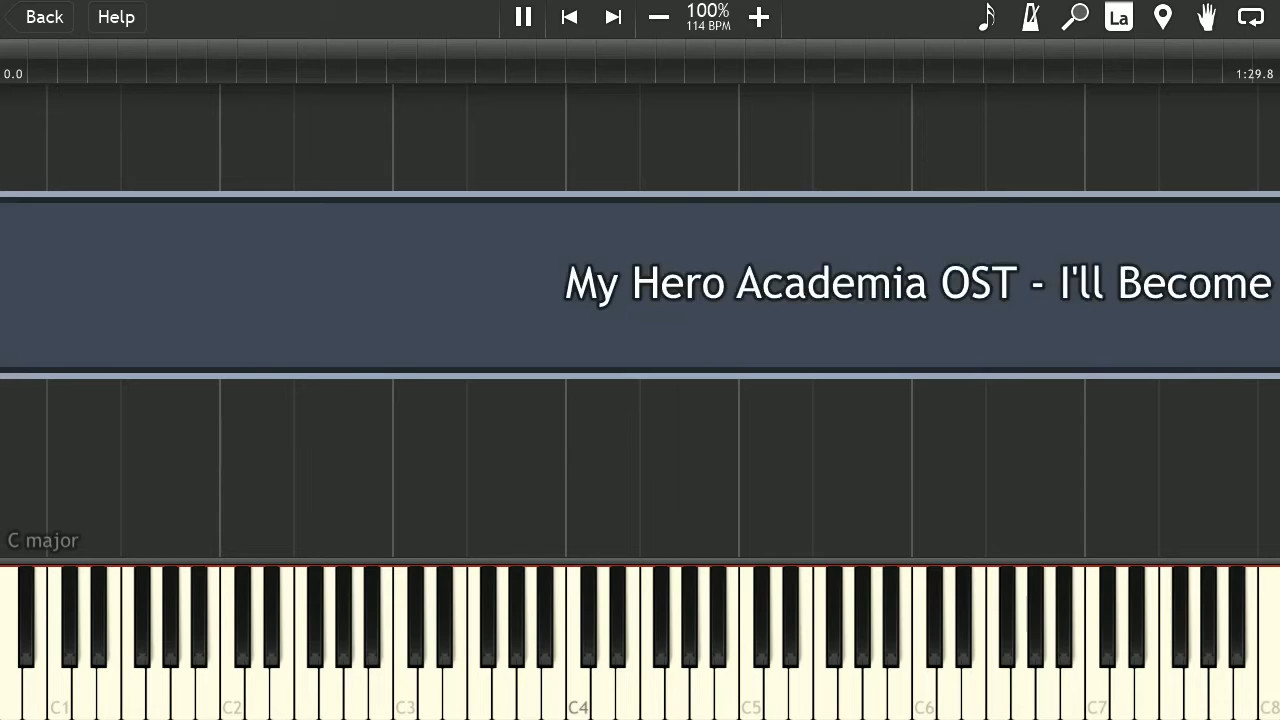 Back Help 100% La
114 BPM
0.0 1:29.8
My Hero Academia OST - I'll Become
C major
C1 C2 C3 C4 C5 C6 C7 C8